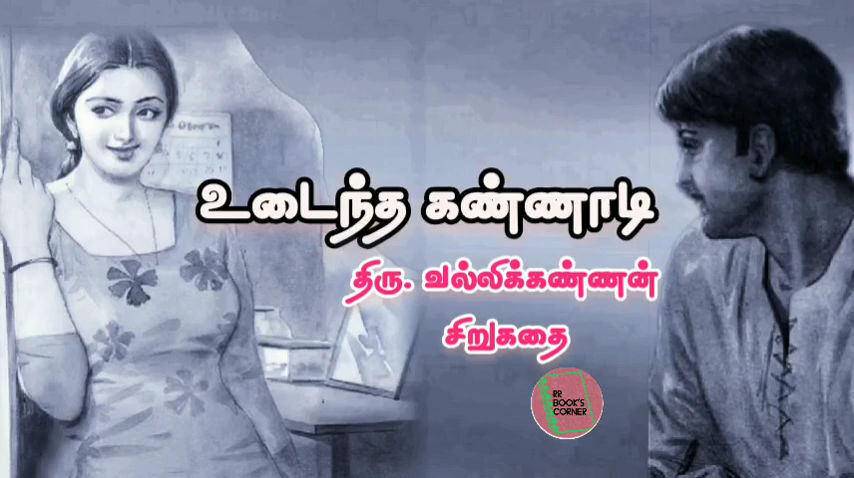 உடைந்த கண்ணாடி
திரு. வல்லிக்கண்ணன்
சிறுகதை
RR
BOOK'S
CORNER